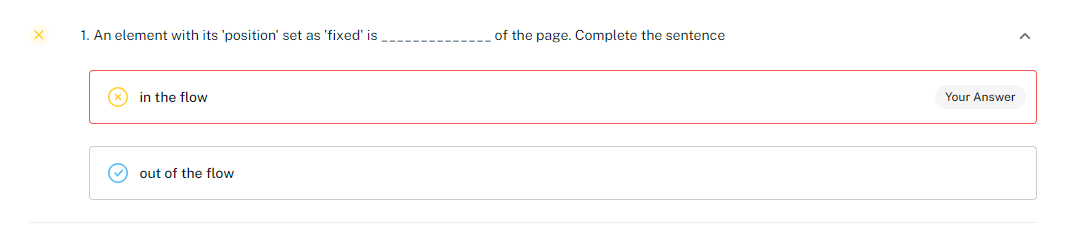 1. An element with its 'position' set as 'fixed' is ______________ of the page. Complete the sentence
in the flow
Your Answer
out of the flow